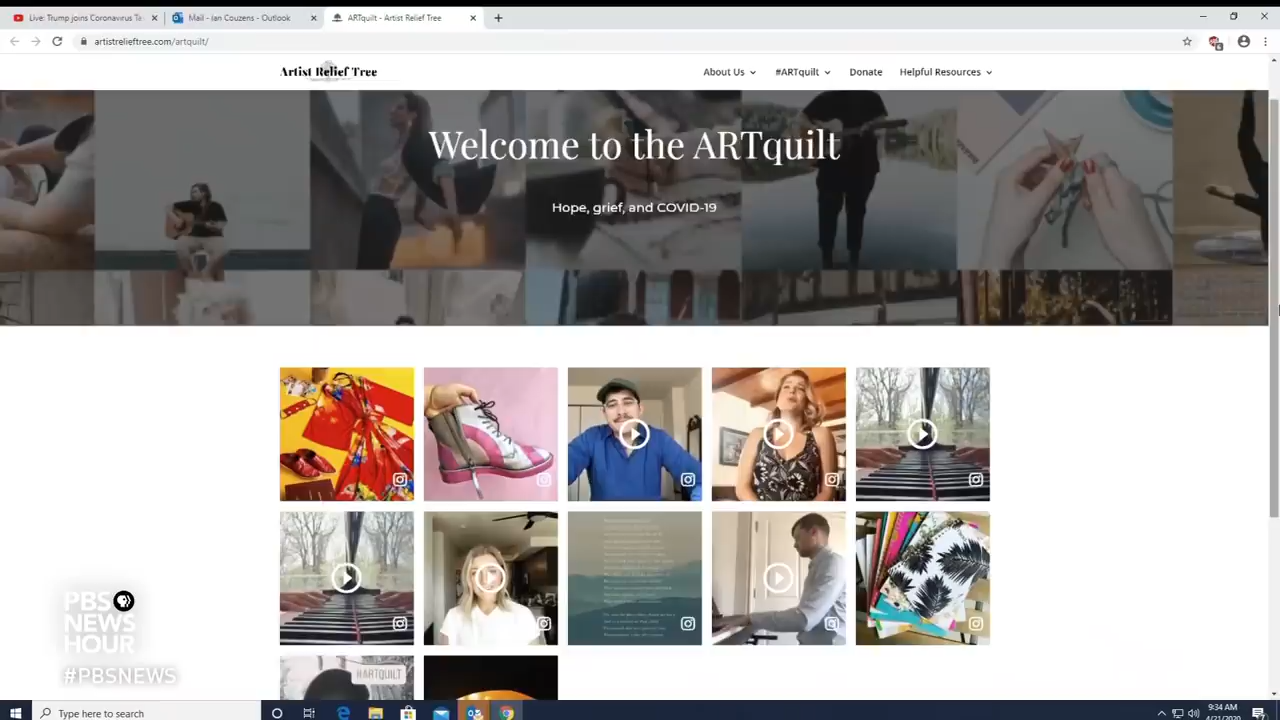 Live: Trump joins Coronavirus Ta
Mail - Ian Couzens - Outlook
ARTquilt - Artist Relief Tree
artistrelieftree.com/artquilt/
Artist Relief Tree
About Us
#ARTquilt
Donate
Helpful Resources
Welcome to the ARTquilt
Hope, grief, and COVID-19
#ARTQUILT
PBS
NEWS
HOUR
#PBSNEWS
Type here to search
9:34 AM
4/21/2020